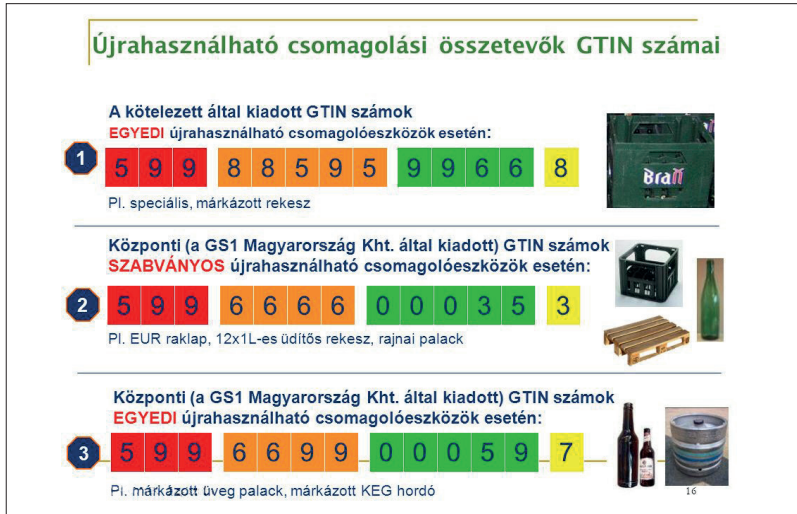 Újrahasználható csomagolási összetevők GTIN számai
A kötelezett által kiadott GTIN számok
EGYEDI újrahasználható csomagolóeszközök esetén:
1
5 9 9 8 8 5 9 5 9 9 6 6 8
Pl. speciális, márkázott rekesz
Központi (a GS1 Magyarország Kht. által kiadott) GTIN számok
SZABVÁNYOS újrahasználható csomagolóeszközök esetén:
2
5 9 9 6 6 6 6 0 0 0 3 5 3
Pl. EUR raklap, 12x1L-es üdítős rekesz, rajnai palack
Központi (a GS1 Magyarország Kht. által kiadott) GTIN számok
EGYEDI újrahasználható csomagolóeszközök esetén:
3
5 9 9 6 6 9 9 0 0 0 5 9 7
Pl. márkázott üveg palack, márkázott KEG hordó
16